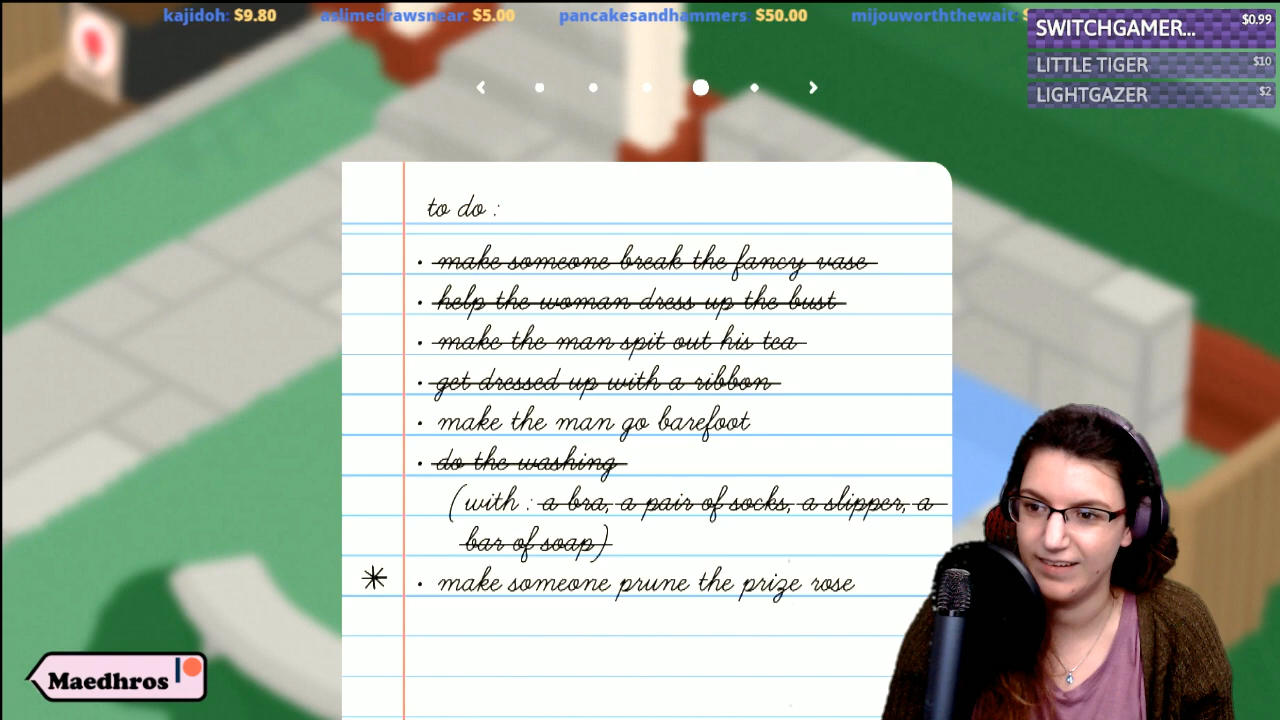 kajidoh: $9.80 aslimedrawsnear: $5.00 pancakesandhammers: $50.00 mijouworththewait: $
SWITCHGAMER... $0.99
LITTLE TIGER $10
LIGHTGAZER $2
to do :
• make someone break the fancy vase
• help the woman dress up the bust
• make the man spit out his tea
• get dressed up with a ribbon
• make the man go barefoot
• do the washing
(with : a bra, a pair of socks, a slipper, a
bar of soap)
• make someone prune the prize rose
Maedhros